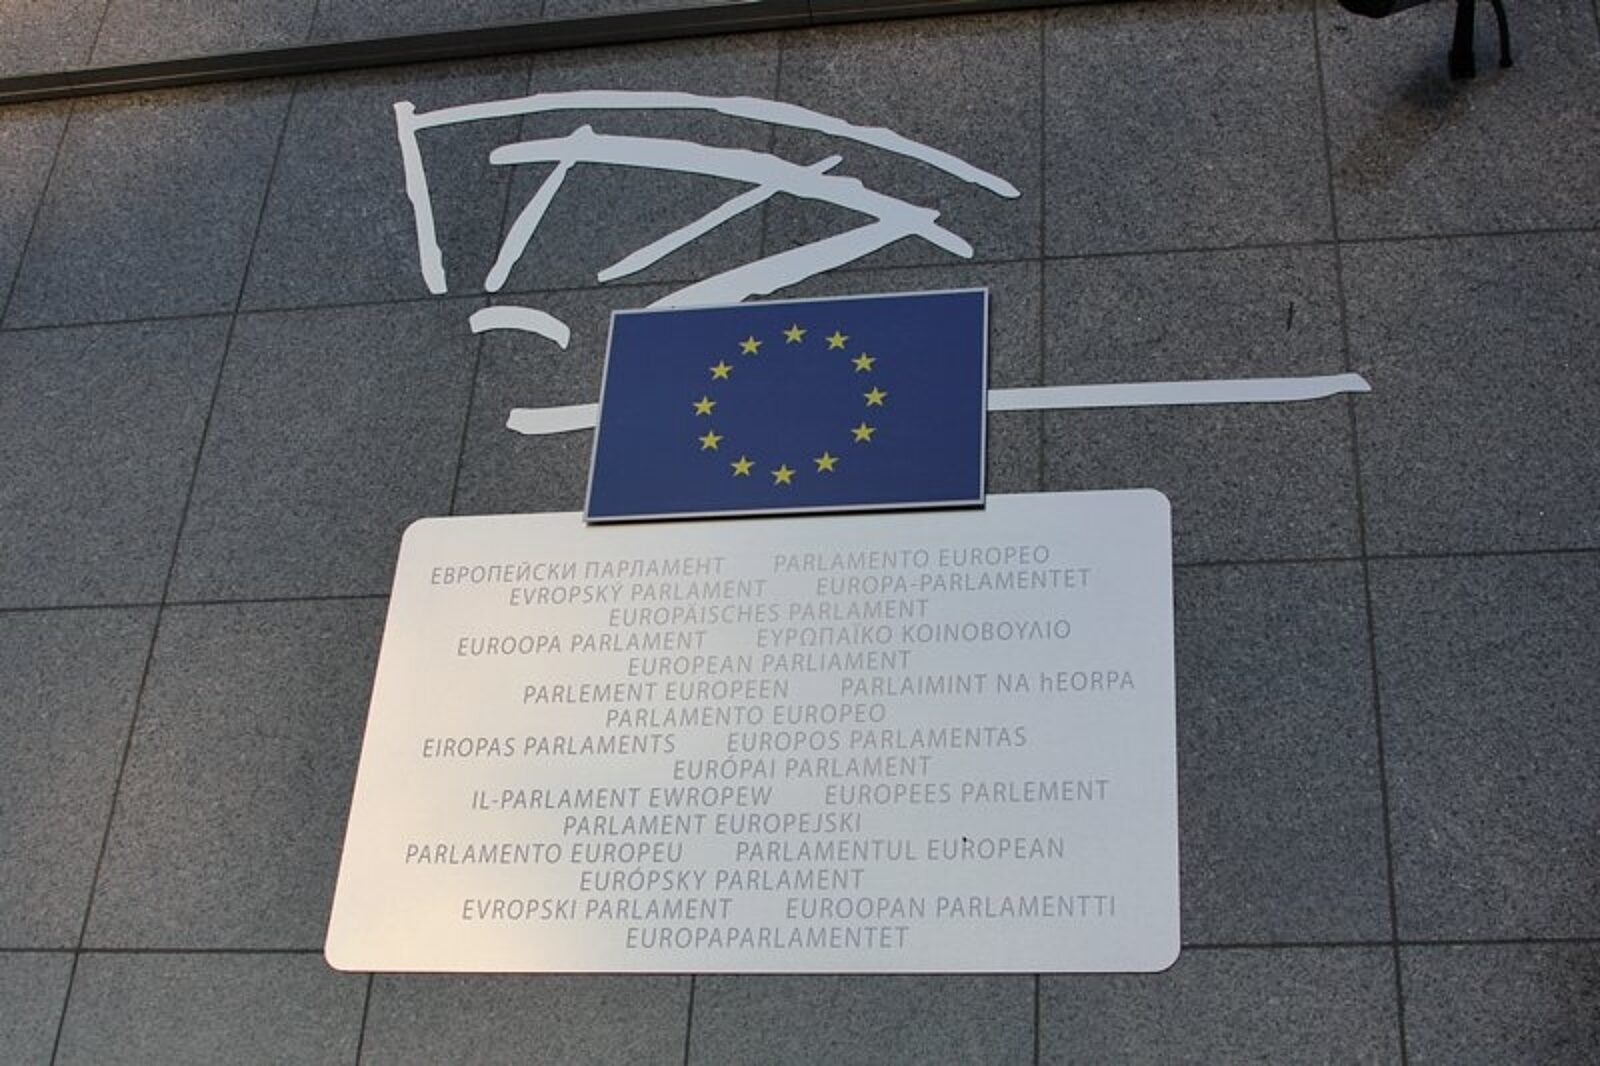 ЕВРОПЕЙСКИ ПАРЛАМЕНТ PARLAMENTO EUROPEO
EVROPSKÝ PARLAMENT EUROPA-PARLAMENTET
EUROPÄISCHES PARLAMENT
EUROOPA PARLAMENT ΕΥΡΩΠΑΪΚΟ ΚΟΙΝΟΒΟΥΛΙΟ
EUROPEAN PARLIAMENT
PARLEMENT EUROPEEN PARLAIMINT NA hEORPA
PARLAMENTO EUROPEO
EIROPAS PARLAMENTS EUROPOS PARLAMENTAS
EURÓPAI PARLAMENT
IL-PARLAMENT EWROPEW EUROPEES PARLEMENT
PARLAMENT EUROPEJSKI
PARLAMENTO EUROPEU PARLAMENTUL EUROPEAN
EURÓPSKY PARLAMENT
EVROPSKI PARLAMENT EUROOPAN PARLAMENTTI
EUROPAPARLAMENTET